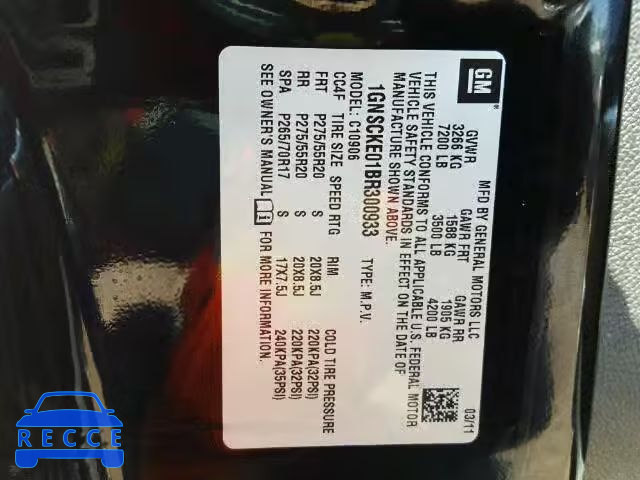 GM
MFD BY GENERAL MOTORS LLC
03/11
GVWR GAWR FRT GAWR RR
3266 KG 1588 KG 1905 KG
7200 LB 3500 LB 4200 LB
THIS VEHICLE CONFORMS TO ALL APPLICABLE U.S. FEDERAL MOTOR
VEHICLE SAFETY STANDARDS IN EFFECT ON THE DATE OF
MANUFACTURE SHOWN ABOVE.
1GNSCKE01BR300933 TYPE: M.P.V.
MODEL: C10906
CC4F TIRE SIZE SPEED RTG RIM COLD TIRE PRESSURE
FRT P275/55R20 S 20X8.5J 220KPA(32PSI)
RR P275/55R20 S 20X8.5J 220KPA(32PSI)
SPA P265/70R17 S 17X7.5J 240KPA(35PSI)
SEE OWNER'S MANUAL FOR MORE INFORMATION.
RECCE